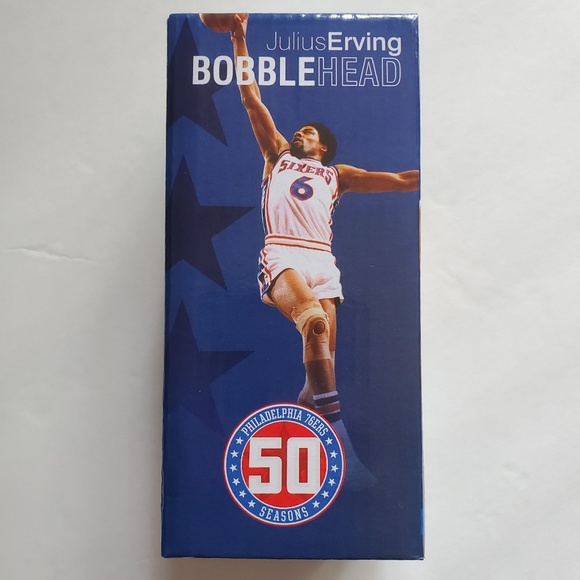 JuliusErving
BOBBLEHEAD
SIXERS
6
PHILADELPHIA 76ERS
50
SEASONS